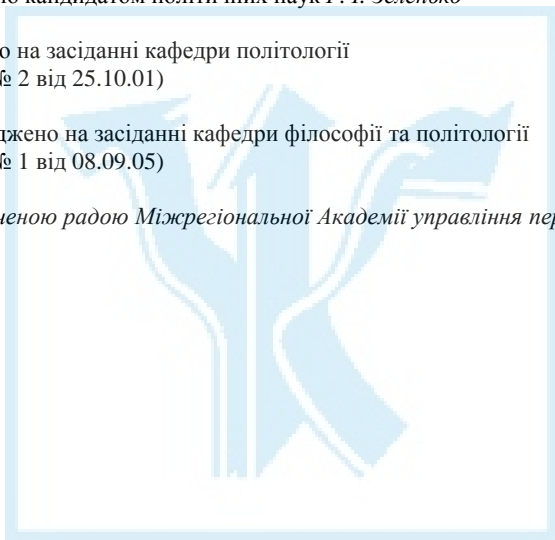 кандидатом політичних наук
о на засіданні кафедри політології
№ 2 від 25.10.01)
джено на засіданні кафедри філософії та політології
№ 1 від 08.09.05)
ченою радою Міжрегіональної Академії управління пер